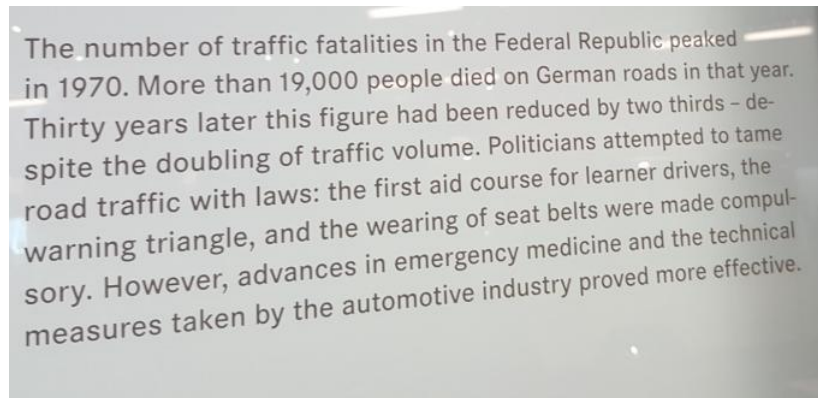 The number of traffic fatalities in the Federal Republic peaked
in 1970. More than 19,000 people died on German roads in that year.
Thirty years later this figure had been reduced by two thirds – de-
spite the doubling of traffic volume. Politicians attempted to tame
road traffic with laws: the first aid course for learner drivers, the
warning triangle, and the wearing of seat belts were made compul-
sory. However, advances in emergency medicine and the technical
measures taken by the automotive industry proved more effective.